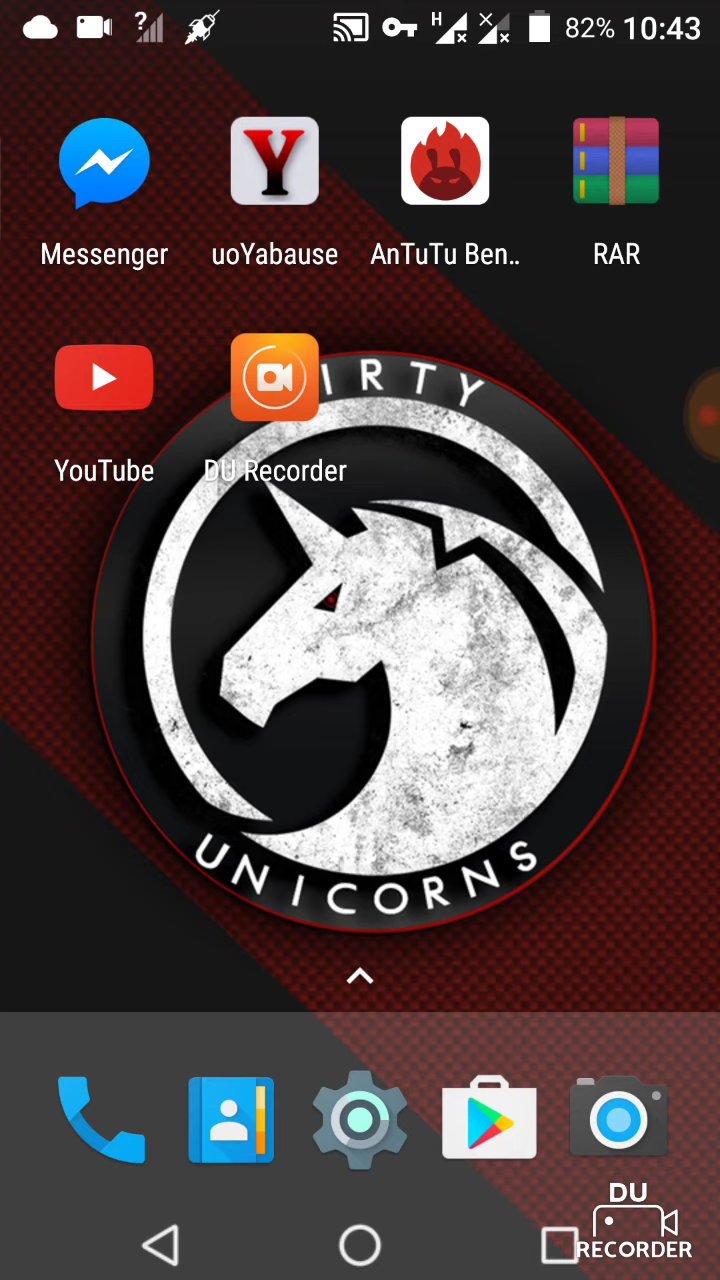 ? H 82% 10:43
Messenger uoYabause AnTuTu Ben.. RAR
Y
YouTube DU Recorder
IRTY
UNICORNS
DU
RECORDER